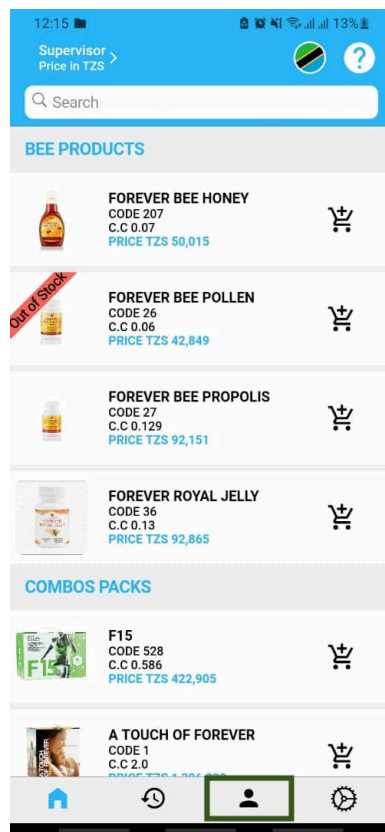 12:15 13%
Supervisor >
Price in TZS
?
Search
BEE PRODUCTS
FOREVER BEE HONEY
CODE 207
C.C 0.07
PRICE TZS 50,015
Out of Stock
FOREVER BEE POLLEN
CODE 26
C.C 0.06
PRICE TZS 42,849
FOREVER BEE PROPOLIS
CODE 27
C.C 0.129
PRICE TZS 92,151
FOREVER ROYAL JELLY
CODE 36
C.C 0.13
PRICE TZS 92,865
COMBOS PACKS
F15
F15
CODE 528
C.C 0.586
PRICE TZS 422,905
A TOUCH OF FOREVER
CODE 1
C.C 2.0